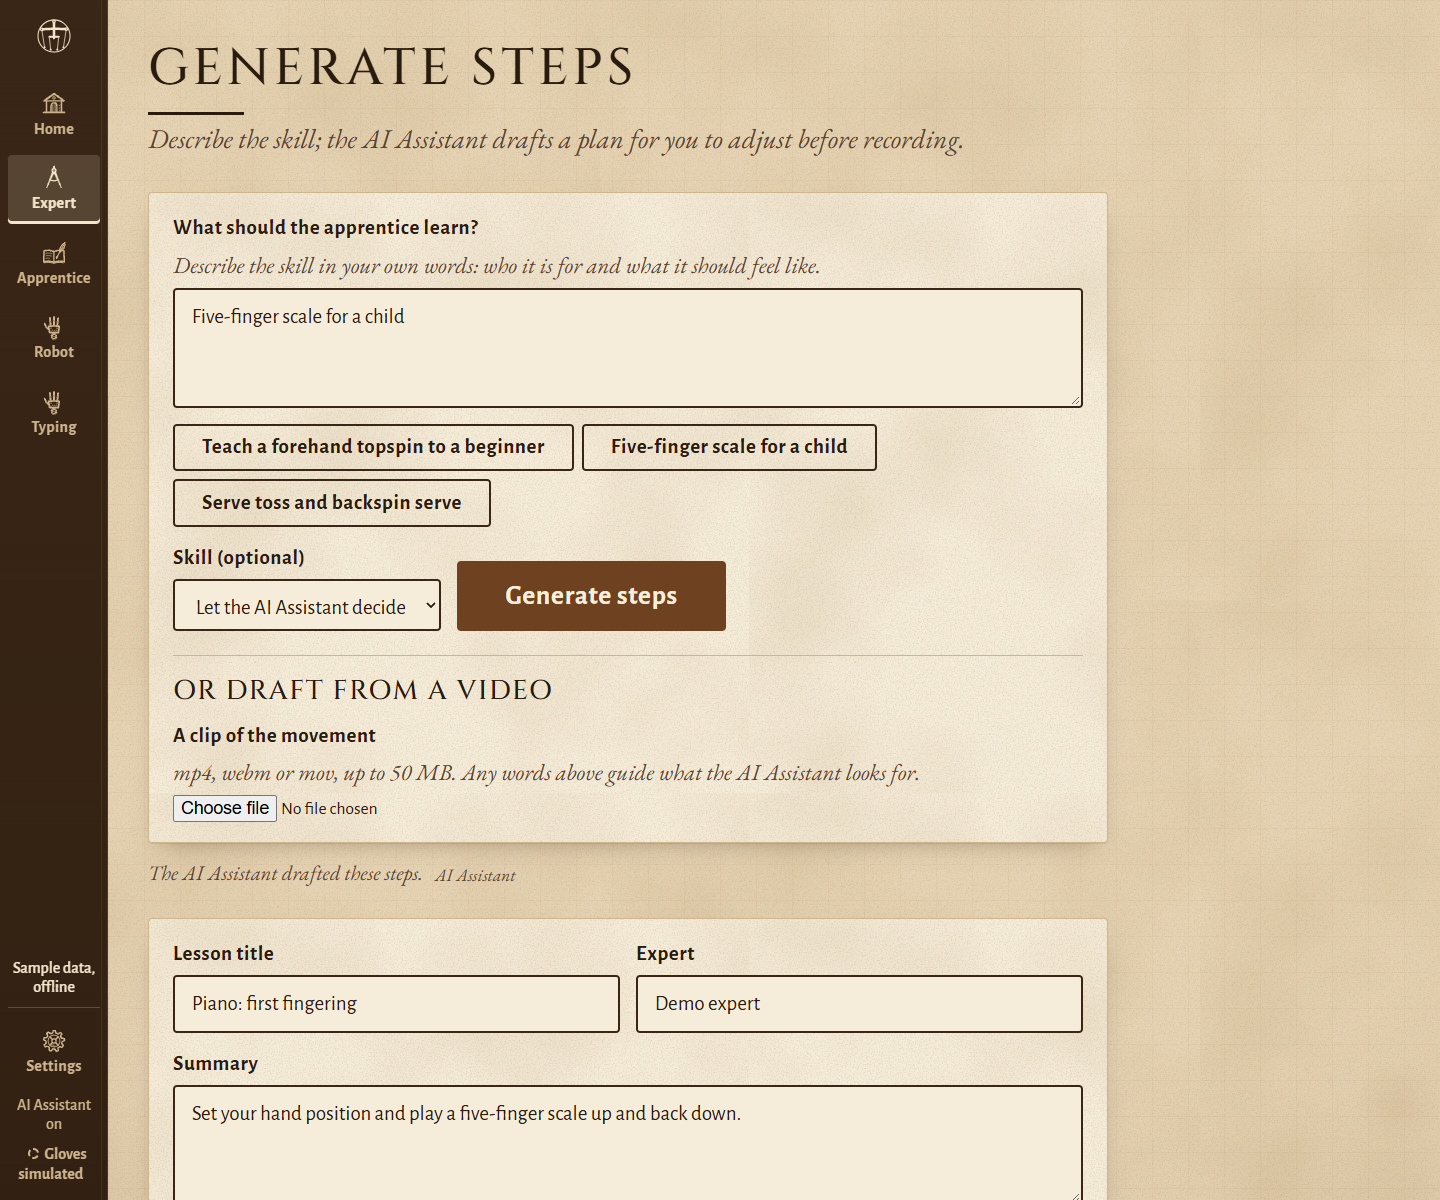 GENERATE STEPS
Describe the skill; the AI Assistant drafts a plan for you to adjust before recording.
Home
Expert
Apprentice
Robot
Typing
Sample data,
offline
Settings
AI Assistant
on
Gloves
simulated
What should the apprentice learn?
Describe the skill in your own words: who it is for and what it should feel like.
Five-finger scale for a child
Teach a forehand topspin to a beginner
Five-finger scale for a child
Serve toss and backspin serve
Skill (optional)
Let the AI Assistant decide
Generate steps
OR DRAFT FROM A VIDEO
A clip of the movement
mp4, webm or mov, up to 50 MB. Any words above guide what the AI Assistant looks for.
Choose file No file chosen
The AI Assistant drafted these steps. AI Assistant
Lesson title
Piano: first fingering
Expert
Demo expert
Summary
Set your hand position and play a five-finger scale up and back down.